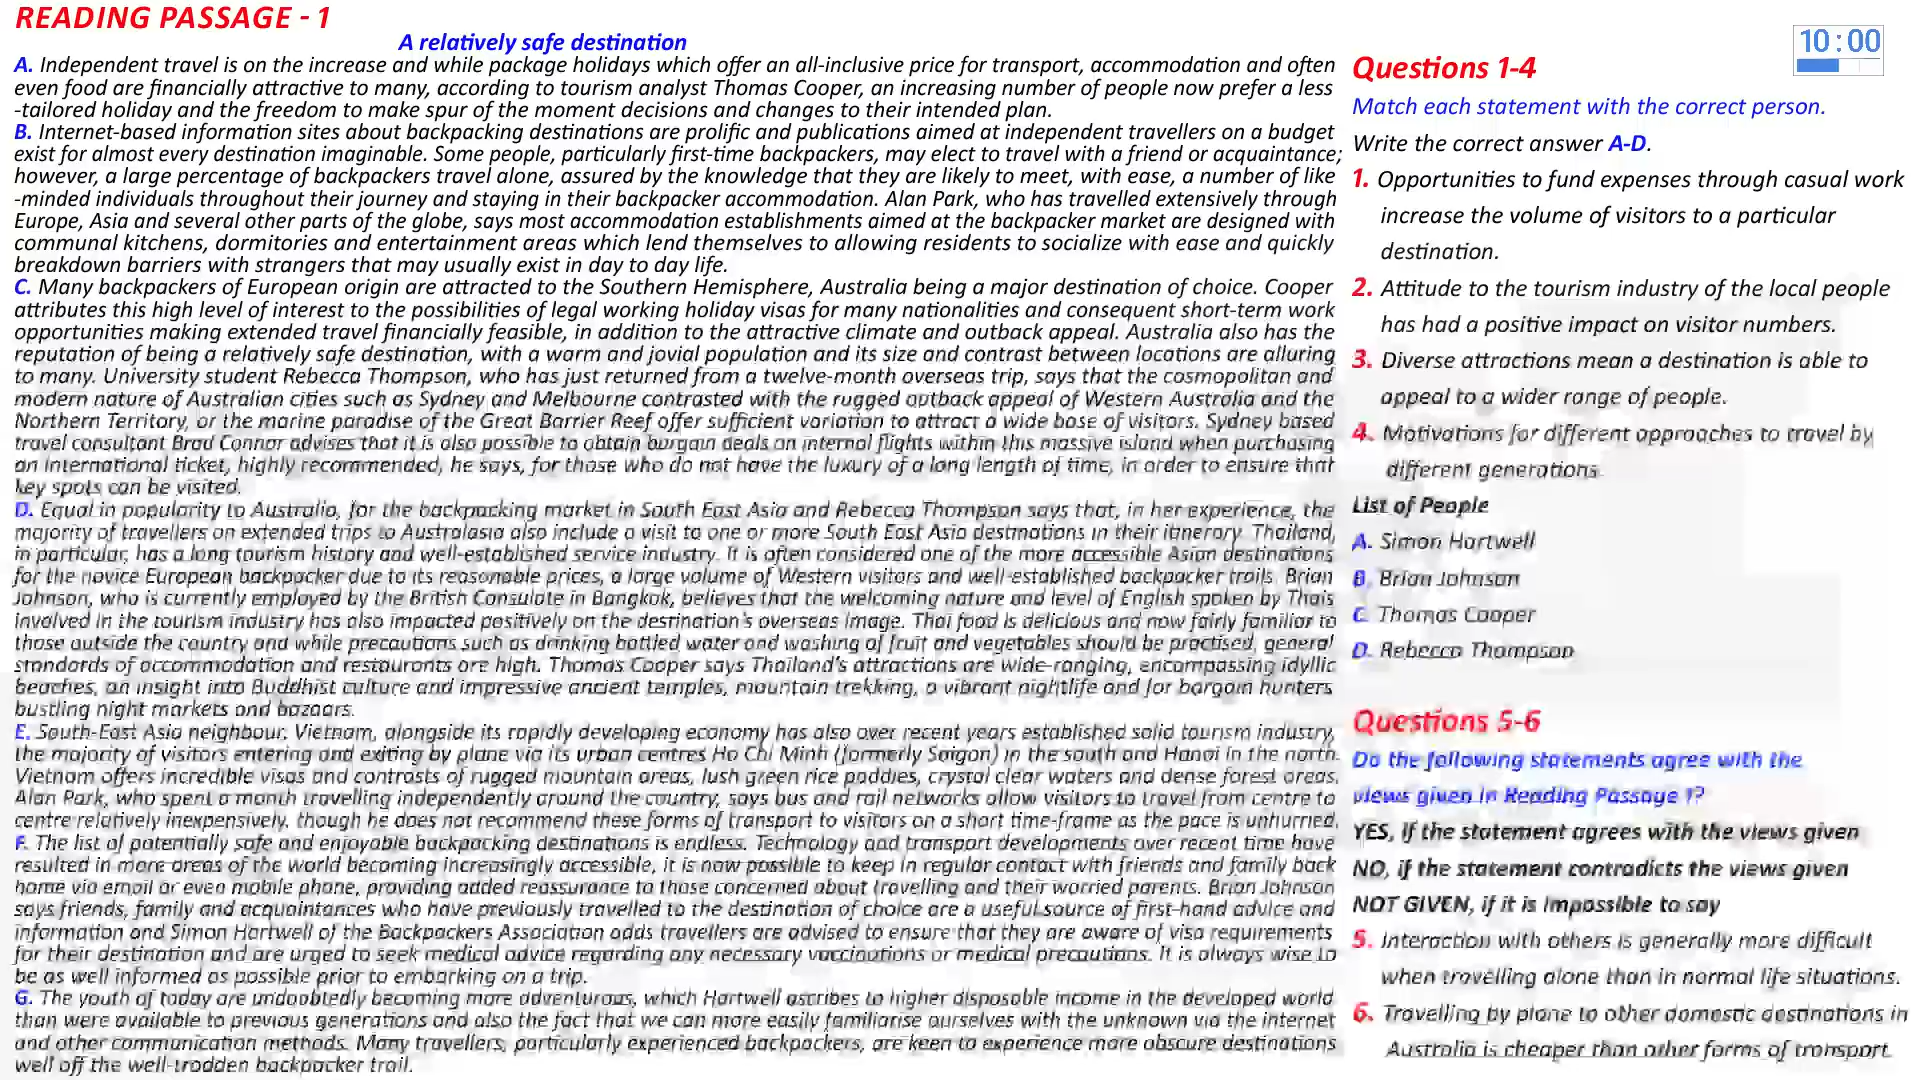 READING PASSAGE - 1
A relatively safe destination
A. Independent travel is on the increase and while package holidays which offer an all-inclusive price for transport, accommodation and often
even food are financially attractive to many, according to tourism analyst Thomas Cooper, an increasing number of people now prefer a less
-tailored holiday and the freedom to make spur of the moment decisions and changes to their intended plan.
B. Internet-based information sites about backpacking destinations are prolific and publications aimed at independent travellers on a budget
exist for almost every destination imaginable. Some people, particularly first-time backpackers, may elect to travel with a friend or acquaintance;
however, a large percentage of backpackers travel alone, assured by the knowledge that they are likely to meet, with ease, a number of like
-minded individuals throughout their journey and staying in their backpacker accommodation. Alan Park, who has travelled extensively through
Europe, Asia and several other parts of the globe, says most accommodation establishments aimed at the backpacker market are designed with
communal kitchens, dormitories and entertainment areas which lend themselves to allowing residents to socialize with ease and quickly
breakdown barriers with strangers that may usually exist in day to day life.
C. Many backpackers of European origin are attracted to the Southern Hemisphere, Australia being a major destination of choice. Cooper
attributes this high level of interest to the possibilities of legal working holiday visas for many nationalities and consequent short-term work
opportunities making extended travel financially feasible, in addition to the attractive climate and outback appeal. Australia also has the
reputation of being a relatively safe destination, with a warm and jovial population and its size and contrast between locations are alluring
to many. University student Rebecca Thompson, who has just returned from a twelve-month overseas trip, says that the cosmopolitan and
modern nature of Australian cities such as Sydney and Melbourne contrasted with the rugged outback appeal of Western Australia and the
Northern Territory, or the marine paradise of the Great Barrier Reef offer sufficient variation to attract a wide base of visitors. Sydney based
travel consultant Brad Connor advises that it is also possible to obtain bargain deals on internal flights within this massive island when purchasing
an international ticket, highly recommended, he says, for those who do not have the luxury of a long length of time, in order to ensure that
key spots can be visited.
D. Equal in popularity to Australia, for the backpacking market in South East Asia and Rebecca Thompson says that, in her experience, the
majority of travellers on extended trips to Australasia also include a visit to one or more South East Asia destinations in their itinerary. Thailand,
in particular, has a long tourism history and well-established service industry. It is often considered one of the more accessible Asian destinations
for the novice European backpacker due to its reasonable prices, a large volume of Western visitors and well-established backpacker trails. Brian
Johnson, who is currently employed by the British Consulate in Bangkok, believes that the welcoming nature and level of English spoken by Thais
involved in the tourism industry has also impacted positively on the destination's overseas image. Thai food is delicious and now fairly familiar to
those outside the country and while precautions such as drinking bottled water and washing of fruit and vegetables should be practised, general
standards of accommodation and restaurants are high. Thomas Cooper says Thailand's attractions are wide-ranging, encompassing idyllic
beaches, an insight into Buddhist culture and impressive ancient temples, mountain trekking, a vibrant nightlife and for bargain hunters
bustling night markets and bazaars.
E. South-East Asia neighbour, Vietnam, alongside its rapidly developing economy has also over recent years established solid tourism industry,
the majority of visitors entering and exiting by plane via its urban centres Ho Chi Minh (formerly Saigon) in the south and Hanoi in the north.
Vietnam offers incredible visas and contrasts of rugged mountain areas, lush green rice paddies, crystal clear waters and dense forest areas.
Alan Park, who spent a month travelling independently around the country, says bus and rail networks allow visitors to travel from centre to
centre relatively inexpensively, though he does not recommend these forms of transport to visitors on a short time-frame as the pace is unhurried.
F. The list of potentially safe and enjoyable backpacking destinations is endless. Technology and transport developments over recent time have
resulted in more areas of the world becoming increasingly accessible, it is now possible to keep in regular contact with friends and family back
home via email or even mobile phone, providing added reassurance to those concerned about travelling and their worried parents. Brian Johnson
says friends, family and acquaintances who have previously travelled to the destination of choice are a useful source of first-hand advice and
information and Simon Hartwell of the Backpackers Association adds travellers are advised to ensure that they are aware of visa requirements
for their destination and are urged to seek medical advice regarding any necessary vaccinations or medical precautions. It is always wise to
be as well informed as possible prior to embarking on a trip.
G. The youth of today are undoubtedly becoming more adventurous, which Hartwell ascribes to higher disposable income in the developed world
than were available to previous generations and also the fact that we can more easily familiarise ourselves with the unknown via the internet
and other communication methods. Many travellers, particularly experienced backpackers, are keen to experience more obscure destinations
well off the well-trodden backpacker trail.
10:00
Questions 1-4
Match each statement with the correct person.
Write the correct answer A-D.
1. Opportunities to fund expenses through casual work
increase the volume of visitors to a particular
destination.
2. Attitude to the tourism industry of the local people
has had a positive impact on visitor numbers.
3. Diverse attractions mean a destination is able to
appeal to a wider range of people.
4. Motivations for different approaches to travel by
different generations.
List of People
A. Simon Hartwell
B. Brian Johnson
C. Thomas Cooper
D. Rebecca Thompson
Questions 5-6
Do the following statements agree with the
views given in Reading Passage 1?
YES, if the statement agrees with the views given
NO, if the statement contradicts the views given
NOT GIVEN, if it is impossible to say
5. Interaction with others is generally more difficult
when travelling alone than in normal life situations.
6. Travelling by plane to other domestic destinations in
Australia is cheaper than other forms of transport.